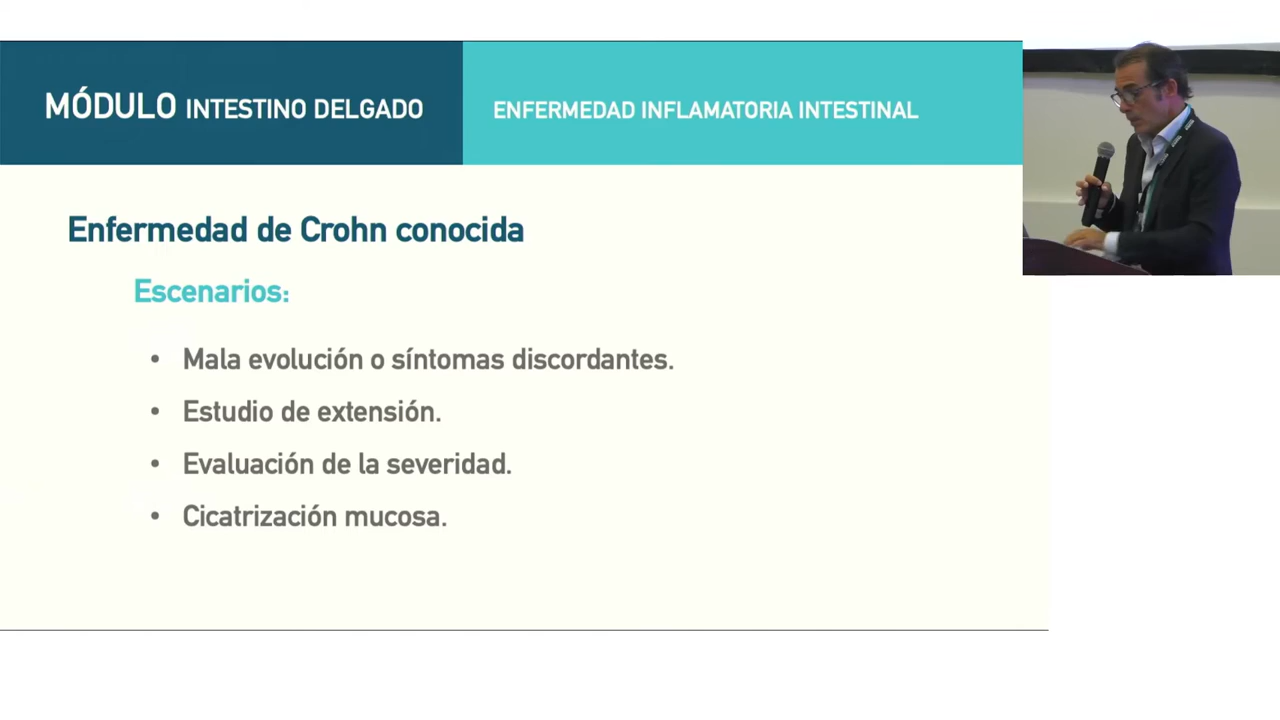 MÓDULO INTESTINO DELGADO
ENFERMEDAD INFLAMATORIA INTESTINAL
Enfermedad de Crohn conocida
Escenarios:
• Mala evolución o síntomas discordantes.
• Estudio de extensión.
• Evaluación de la severidad.
• Cicatrización mucosa.